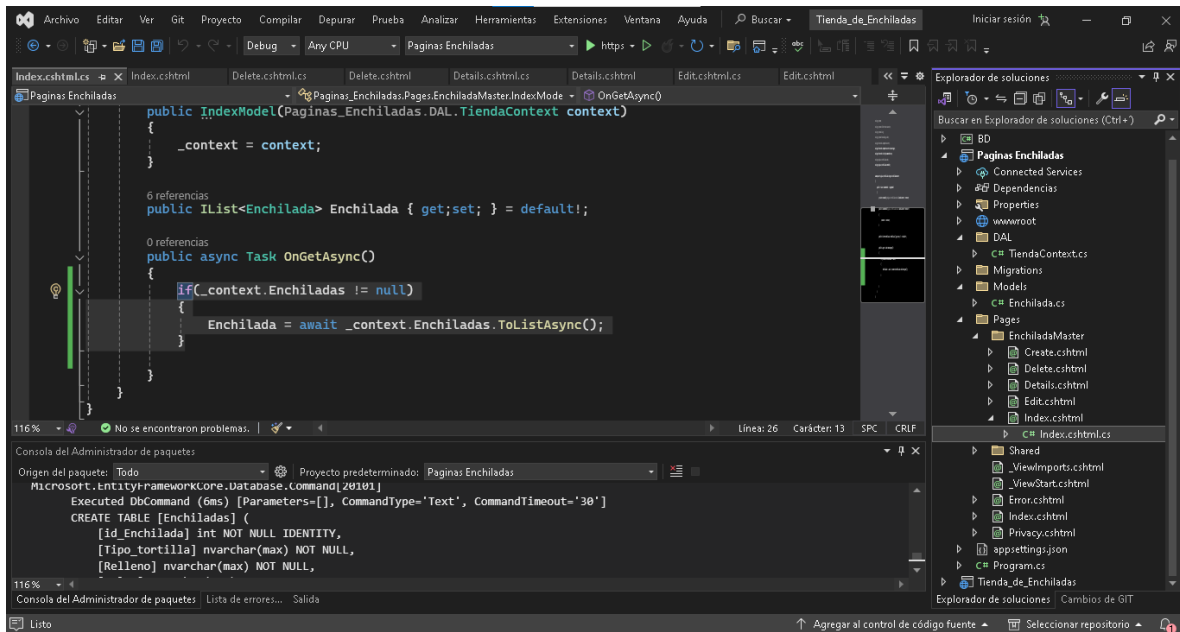 Archivo Editar Ver Git Proyecto Compilar Depurar Prueba Analizar Herramientas Extensiones Ventana Ayuda Buscar Tienda_de_Enchiladas Iniciar sesión
Debug Any CPU Paginas Enchiladas https
Index.cshtml.cs Index.cshtml Delete.cshtml.cs Delete.cshtml Details.cshtml.cs Details.cshtml Edit.cshtml.cs Edit.cshtml
Paginas Enchiladas Paginas_Enchiladas.Pages.EnchiladaMaster.IndexMode OnGetAsync()
public IndexModel(Paginas_Enchiladas.DAL.TiendaContext context)
{
_context = context;
}
6 referencias
public IList<Enchilada> Enchilada { get;set; } = default!;
0 referencias
public async Task OnGetAsync()
{
if(_context.Enchiladas != null)
{
Enchilada = await _context.Enchiladas.ToListAsync();
}
}
}
}
116 % No se encontraron problemas. Línea: 26 Carácter: 13 SPC CRLF
Consola del Administrador de paquetes
Origen del paquete: Todo Proyecto predeterminado: Paginas Enchiladas
Microsoft.EntityFrameworkCore.Database.Command[20101]
Executed DbCommand (6ms) [Parameters=[], CommandType='Text', CommandTimeout='30']
CREATE TABLE [Enchiladas] (
[id_Enchilada] int NOT NULL IDENTITY,
[Tipo_tortilla] nvarchar(max) NOT NULL,
[Relleno] nvarchar(max) NOT NULL,
116 %
Consola del Administrador de paquetes Lista de errores... Salida
Explorador de soluciones
Buscar en Explorador de soluciones (Ctrl+')
C# BD
Paginas Enchiladas
Connected Services
Dependencias
Properties
wwwroot
DAL
C# TiendaContext.cs
Migrations
Models
C# Enchilada.cs
Pages
EnchiladaMaster
Create.cshtml
Delete.cshtml
Details.cshtml
Edit.cshtml
Index.cshtml
C# Index.cshtml.cs
Shared
_ViewImports.cshtml
_ViewStart.cshtml
Error.cshtml
Index.cshtml
Privacy.cshtml
appsettings.json
C# Program.cs
Tienda_de_Enchiladas
Explorador de soluciones Cambios de GIT
Listo Agregar al control de código fuente Seleccionar repositorio 1